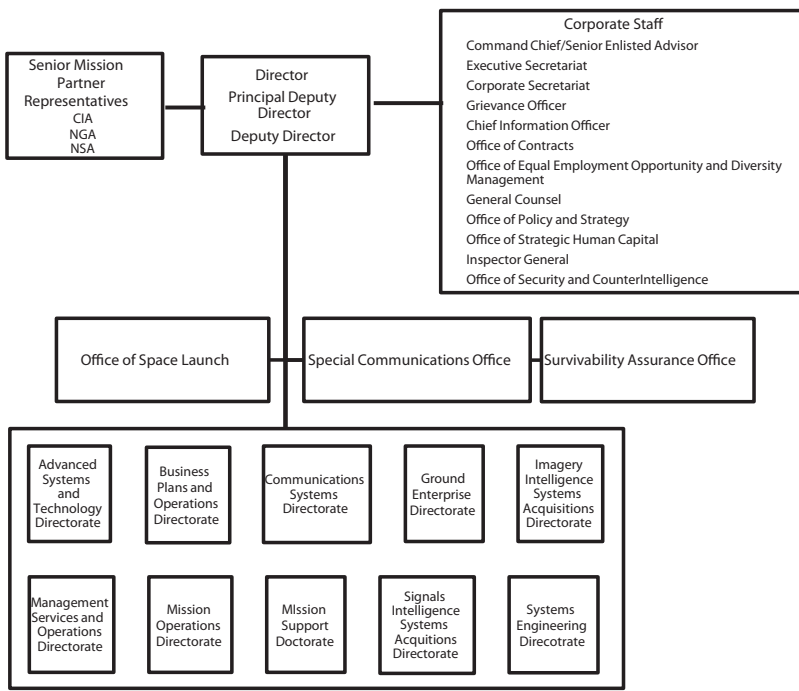 Senior Mission
Partner
Representatives
CIA
NGA
NSA
Director
Principal Deputy
Director
Deputy Director
Corporate Staff
Command Chief/Senior Enlisted Advisor
Executive Secretariat
Corporate Secretariat
Grievance Officer
Chief Information Officer
Office of Contracts
Office of Equal Employment Opportunity and Diversity
Management
General Counsel
Office of Policy and Strategy
Office of Strategic Human Capital
Inspector General
Office of Security and CounterIntelligence
Office of Space Launch
Special Communications Office
Survivability Assurance Office
Advanced
Systems
and
Technology
Directorate
Business
Plans and
Operations
Directorate
Communications
Systems
Directorate
Ground
Enterprise
Directorate
Imagery
Intelligence
Systems
Acquisitions
Directorate
Management
Services and
Operations
Directorate
Mission
Operations
Directorate
MIssion
Support
Doctorate
Signals
Intelligence
Systems
Acquitions
Directorate
Systems
Engineering
Direcotrate